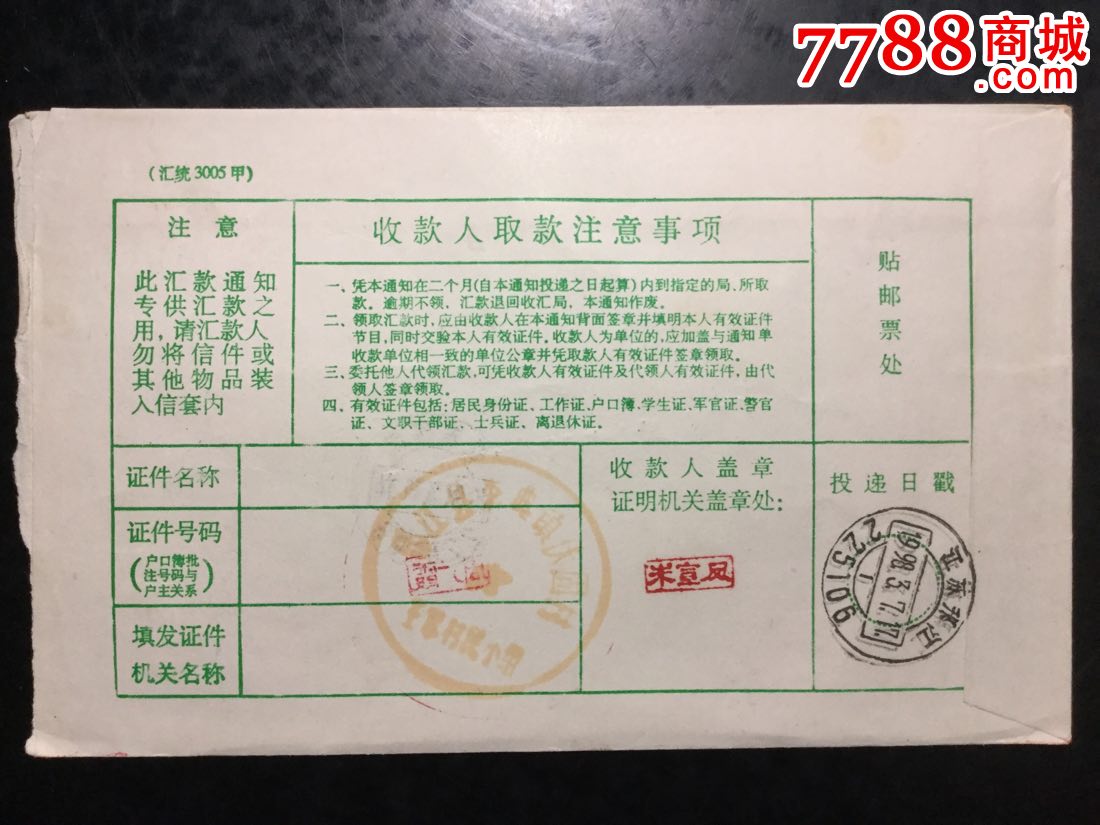 7788商城
.com
(汇统 3005 甲)
注意
此汇款通知
专供汇款之
用,请汇款人
勿将信件或
其他物品装
入信套内
收款人取款注意事项
一、凭本通知在二个月(自本通知投递之日起算)内到指定的局、所取
款。逾期不领,汇款退回收汇局,本通知作废。
二、领取汇款时,应由收款人在本通知背面签章并填明本人有效证件
节目,同时交验本人有效证件。收款人为单位的,应加盖与通知单
收款单位相一致的单位公章并凭取款人有效证件签章领取。
三、委托他人代领汇款,可凭收款人有效证件及代领人有效证件,由代
领人签章领取。
四、有效证件包括:居民身份证、工作证、户口簿、学生证、军官证、警官
证、文职干部证、士兵证、离退休证。
贴
邮
票
处
证件名称
证件号码
(户口簿批
注号码与
户主关系)
填发证件
机关名称
收款人盖章
证明机关盖章处:
投递日戳
江苏邗江
1998.3.7.17
225106